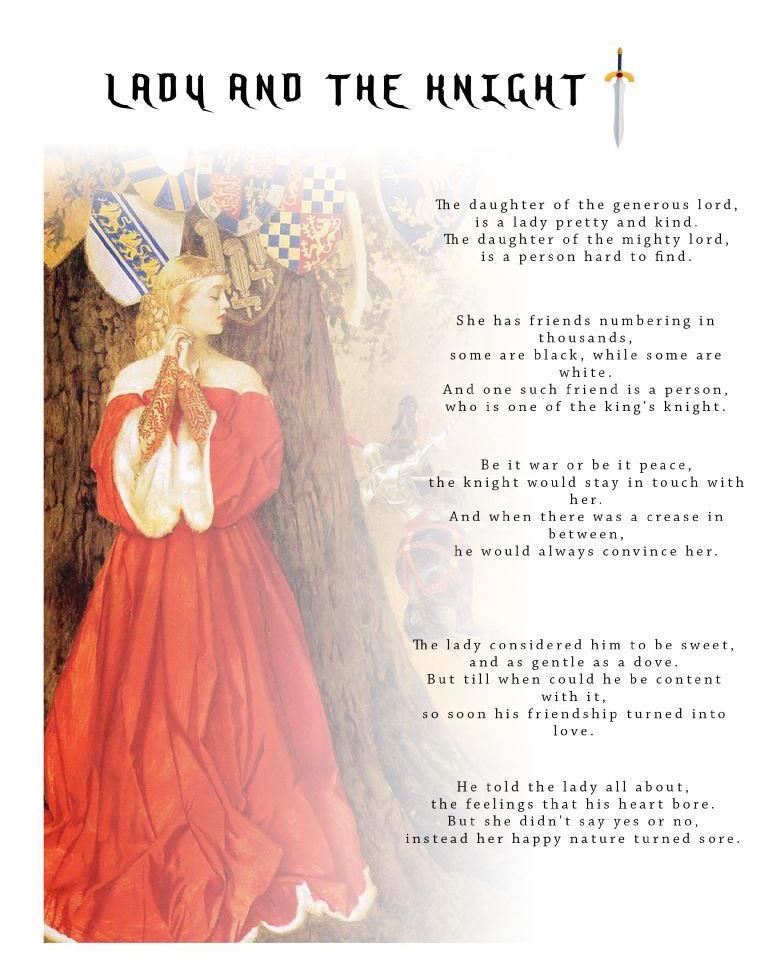 LADY AND THE KNIGHT
The daughter of the generous lord,
is a lady pretty and kind.
The daughter of the mighty lord,
is a person hard to find.
She has friends numbering in
thousands,
some are black, while some are
white.
And one such friend is a person,
who is one of the king's knight.
Be it war or be it peace,
the knight would stay in touch with
her.
And when there was a crease in
between,
he would always convince her.
The lady considered him to be sweet,
and as gentle as a dove.
But till when could he be content
with it,
so soon his friendship turned into
love.
He told the lady all about,
the feelings that his heart bore.
But she didn't say yes or no,
instead her happy nature turned sore.